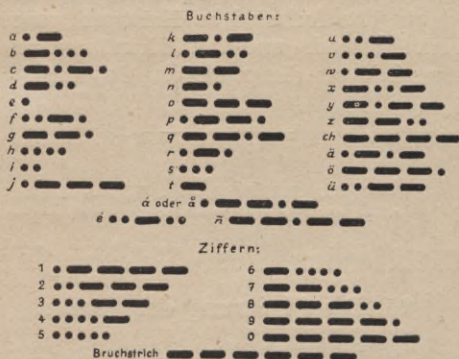 Buchstaben:
a
b
c
d
e
f
g
h
i
j
k
l
m
n
o
p
q
r
s
t
u
v
w
x
y
z
ch
ä
ö
ü
á oder å
é ñ
Ziffern:
1
2
3
4
5
6
7
8
9
0
Bruchstrich